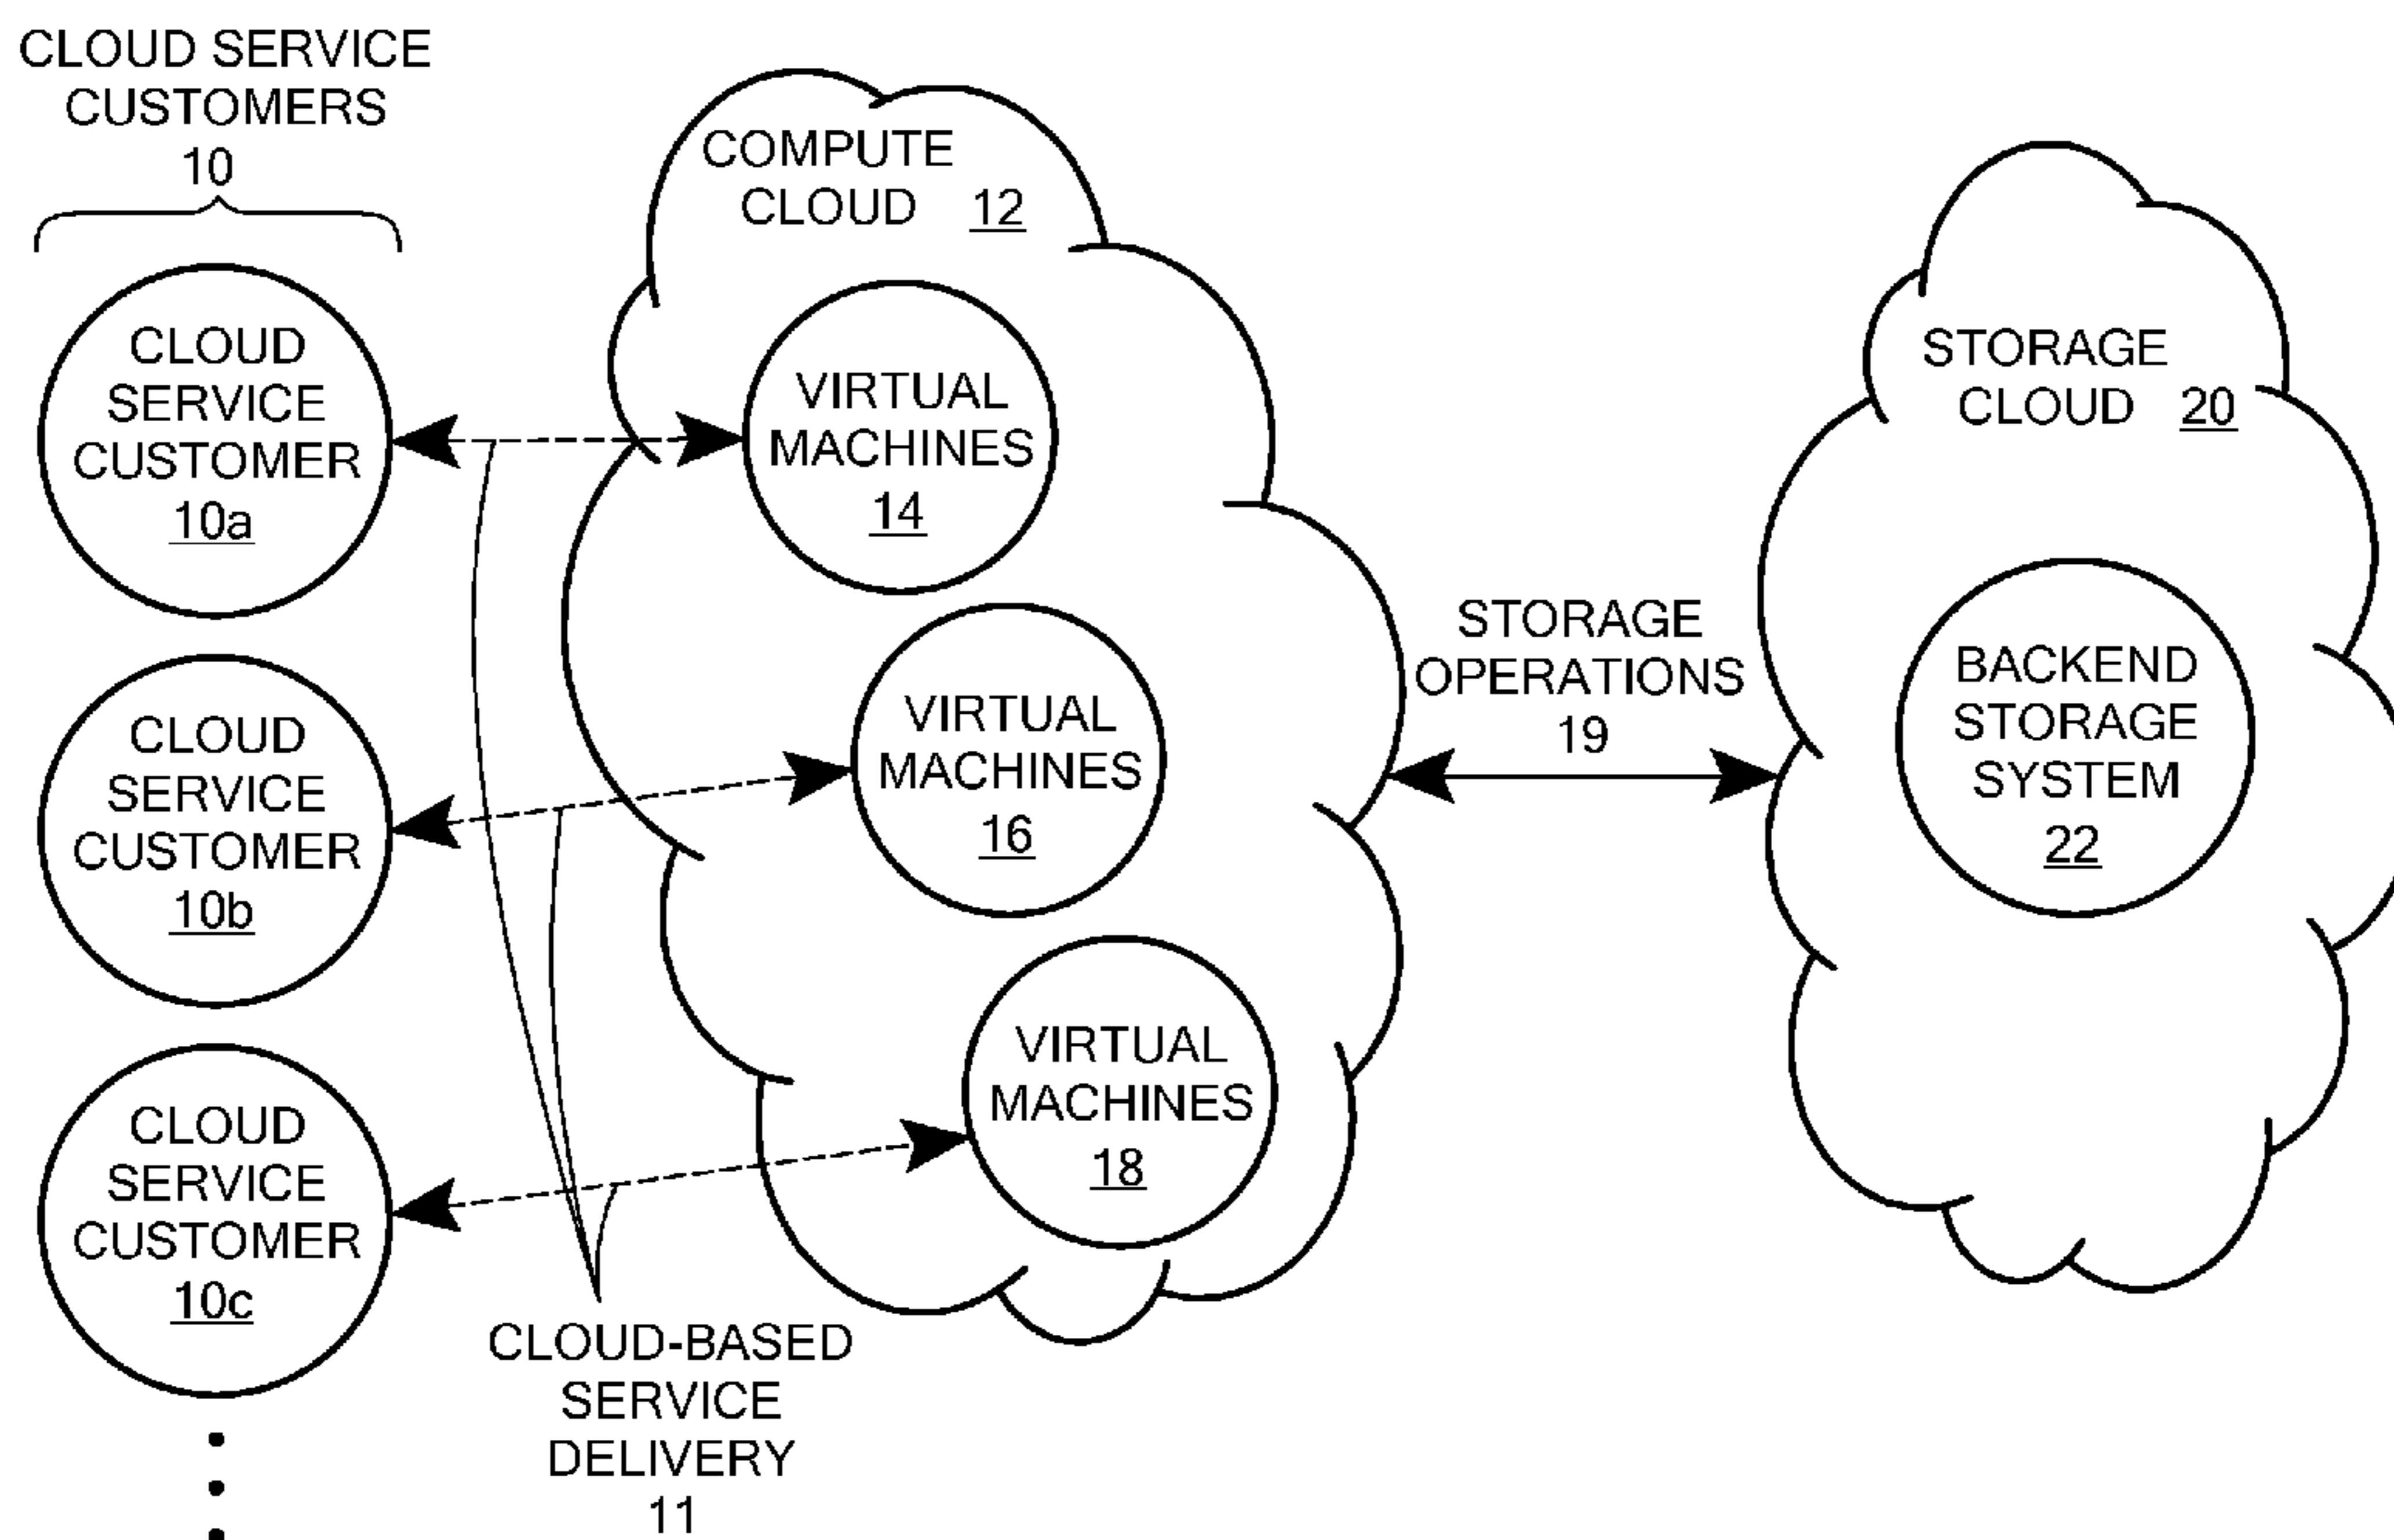 CLOUD SERVICE
CUSTOMERS
10
CLOUD
SERVICE
CUSTOMER
10a
CLOUD
SERVICE
CUSTOMER
10b
CLOUD
SERVICE
CUSTOMER
10c
CLOUD-BASED
SERVICE
DELIVERY
11
COMPUTE
CLOUD 12
VIRTUAL
MACHINES
14
VIRTUAL
MACHINES
16
VIRTUAL
MACHINES
18
STORAGE
OPERATIONS
19
STORAGE
CLOUD 20
BACKEND
STORAGE
SYSTEM
22